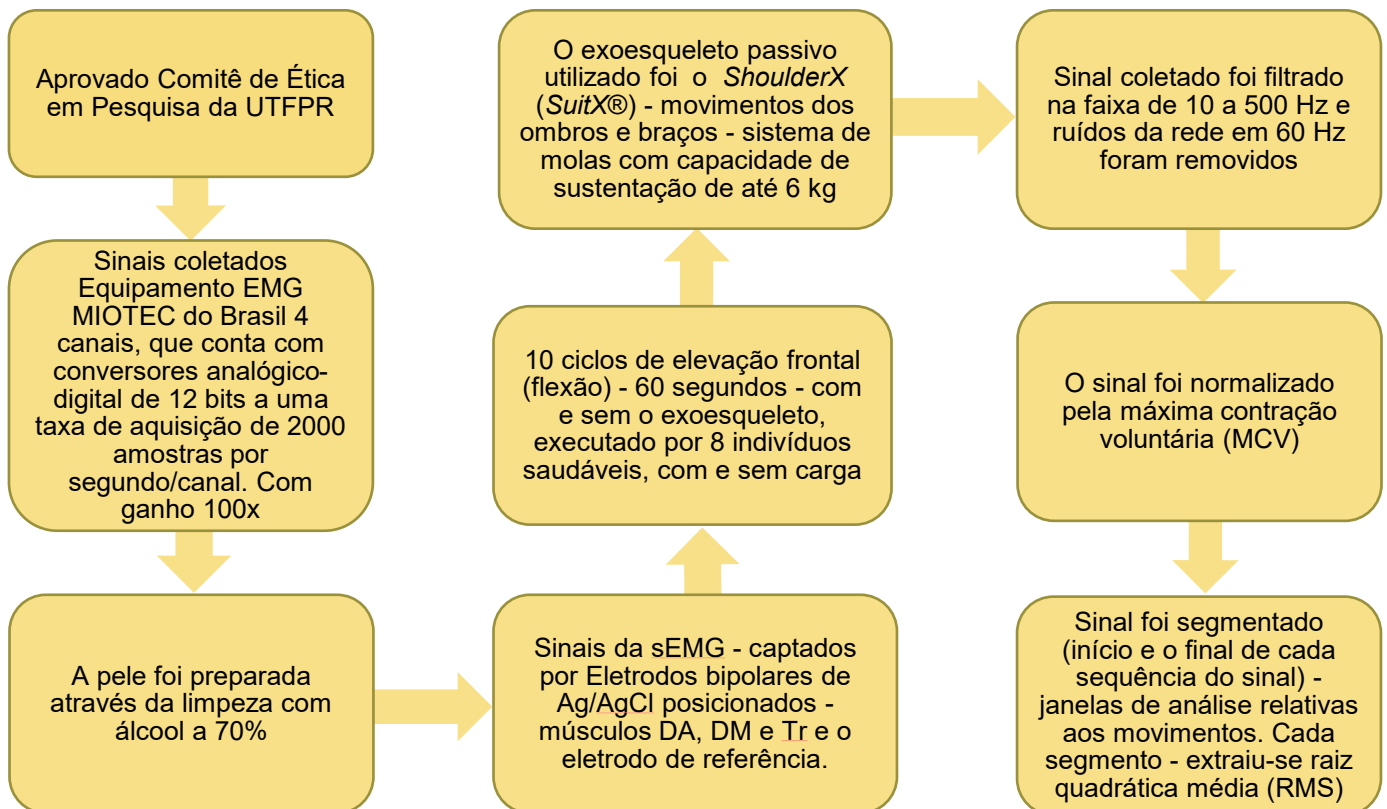 Aprovado Comitê de Ética
em Pesquisa da UTFPR
Sinais coletados
Equipamento EMG
MIOTEC do Brasil 4
canais, que conta com
conversores analógico-
digital de 12 bits a uma
taxa de aquisição de 2000
amostras por
segundo/canal. Com
ganho 100x
A pele foi preparada
através da limpeza com
álcool a 70%
Sinais da sEMG - captados
por Eletrodos bipolares de
Ag/AgCl posicionados -
músculos DA, DM e Tr e o
eletrodo de referência.
10 ciclos de elevação frontal
(flexão) - 60 segundos - com
e sem o exoesqueleto,
executado por 8 indivíduos
saudáveis, com e sem carga
O exoesqueleto passivo
utilizado foi o ShoulderX
(SuitX®) - movimentos dos
ombros e braços - sistema de
molas com capacidade de
sustentação de até 6 kg
Sinal coletado foi filtrado
na faixa de 10 a 500 Hz e
ruídos da rede em 60 Hz
foram removidos
O sinal foi normalizado
pela máxima contração
voluntária (MCV)
Sinal foi segmentado
(início e o final de cada
sequência do sinal) -
janelas de análise relativas
aos movimentos. Cada
segmento - extraiu-se raiz
quadrática média (RMS)